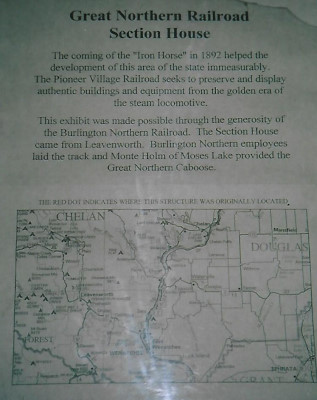 Great Northern Railroad
Section House
The coming of the "Iron Horse" in 1892 helped the
development of this area of the state immeasurably.
The Pioneer Village Railroad seeks to preserve and display
authentic buildings and equipment from the golden era of
the steam locomotive.
This exhibit was made possible through the generosity of
the Burlington Northern Railroad. The Section House
came from Leavenworth. Burlington Northern employees
laid the track and Monte Holm of Moses Lake provided the
Great Northern Caboose.
THE RED DOT INDICATES WHERE THIS STRUCTURE WAS ORIGINALLY LOCATED
CHELAN
Mansfield
DOUGLAS
FOREST
EPHRATA
GRANT